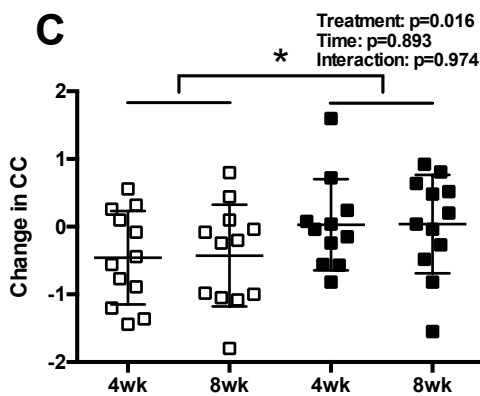 C
Treatment: p=0.016
Time: p=0.893
Interaction: p=0.974
*
2
1
0
-1
-2
Change in CC
4wk 8wk 4wk 8wk